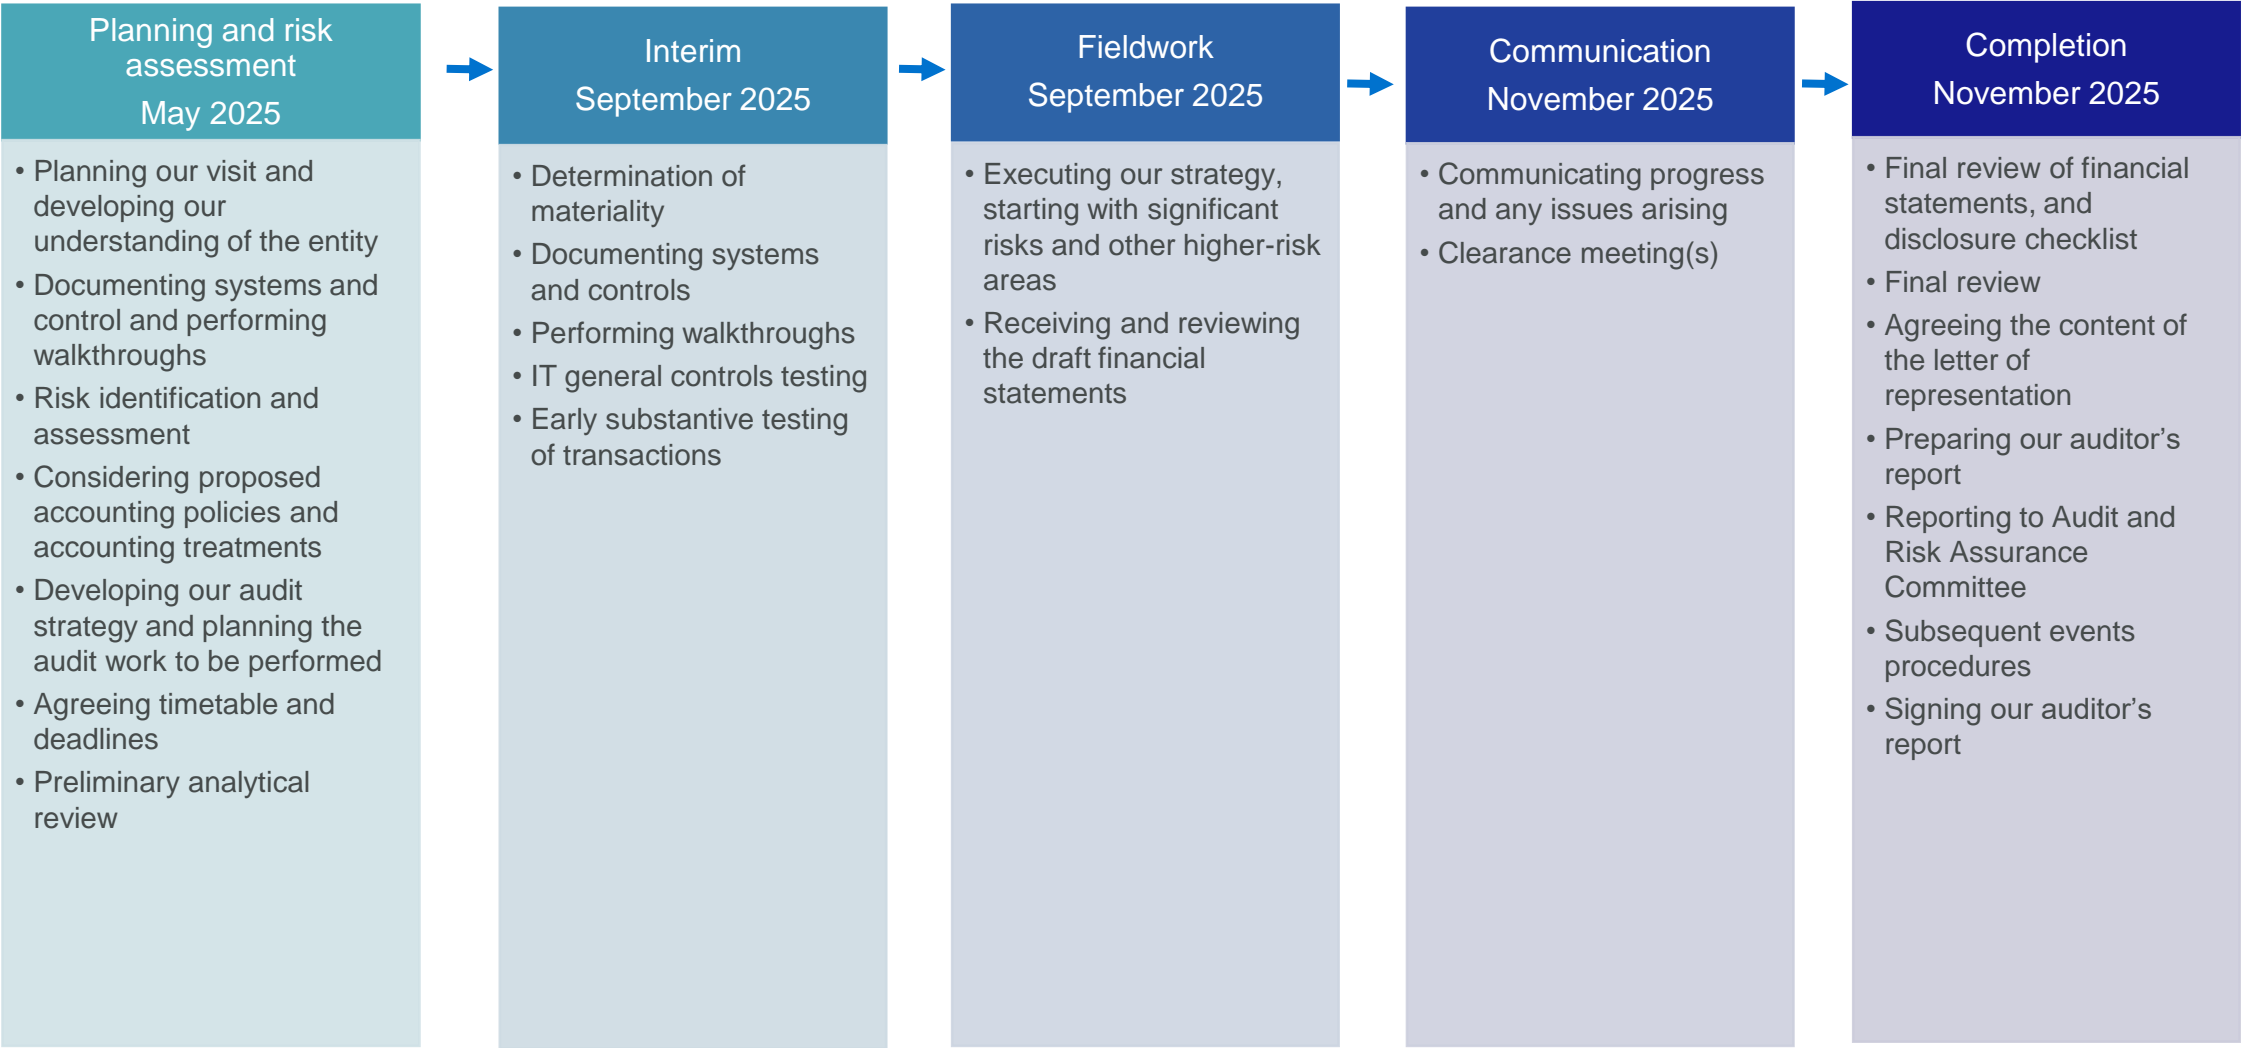 Planning and risk
assessment
May 2025
• Planning our visit and
developing our
understanding of the entity
• Documenting systems and
control and performing
walkthroughs
• Risk identification and
assessment
• Considering proposed
accounting policies and
accounting treatments
• Developing our audit
strategy and planning the
audit work to be performed
• Agreeing timetable and
deadlines
• Preliminary analytical
review
Interim
September 2025
• Determination of
materiality
• Documenting systems
and controls
• Performing walkthroughs
• IT general controls testing
• Early substantive testing
of transactions
Fieldwork
September 2025
• Executing our strategy,
starting with significant
risks and other higher-risk
areas
• Receiving and reviewing
the draft financial
statements
Communication
November 2025
• Communicating progress
and any issues arising
• Clearance meeting(s)
Completion
November 2025
• Final review of financial
statements, and
disclosure checklist
• Final review
• Agreeing the content of
the letter of
representation
• Preparing our auditor’s
report
• Reporting to Audit and
Risk Assurance
Committee
• Subsequent events
procedures
• Signing our auditor’s
report